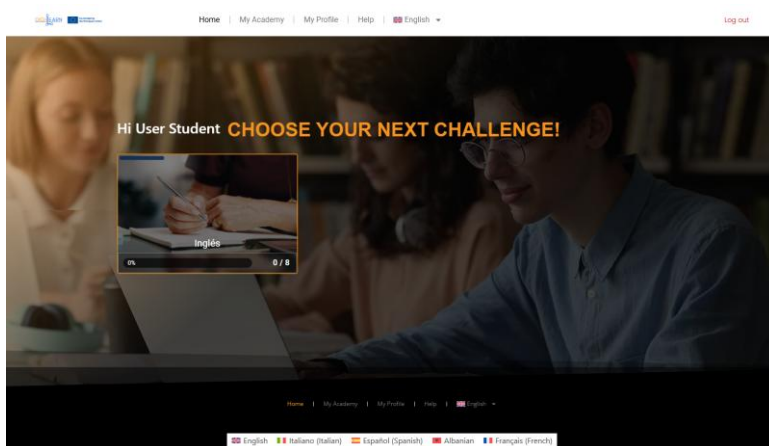 Home | My Academy | My Profile | Help | English
Log out
Hi User Student CHOOSE YOUR NEXT CHALLENGE!
Inglés
0% 0 / 8
Home | My Academy | My Profile | Help | English
English Italiano (Italian) Español (Spanish) Albanian Français (French)